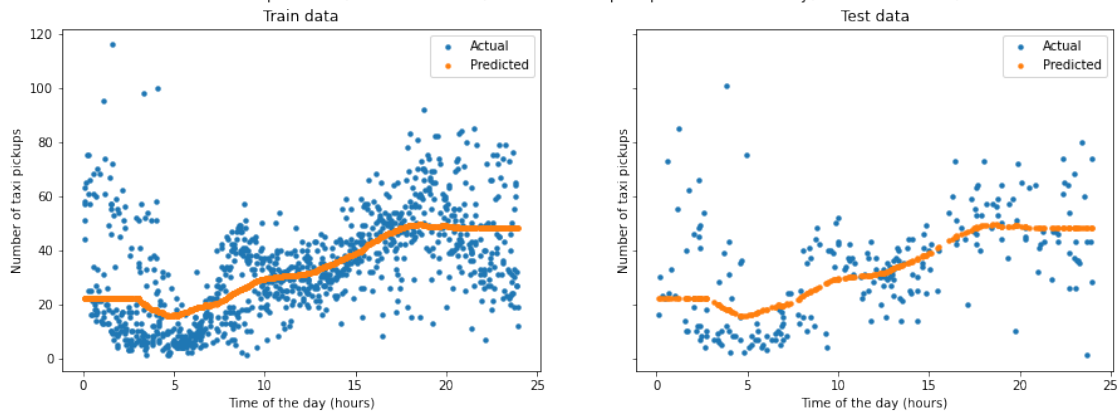 Train data
Test data
Actual
Predicted
Actual
Predicted
Number of taxi pickups
120
100
80
60
40
20
0
0
5
10
15
20
25
Time of the day (hours)
Number of taxi pickups
0
5
10
15
20
25
Time of the day (hours)